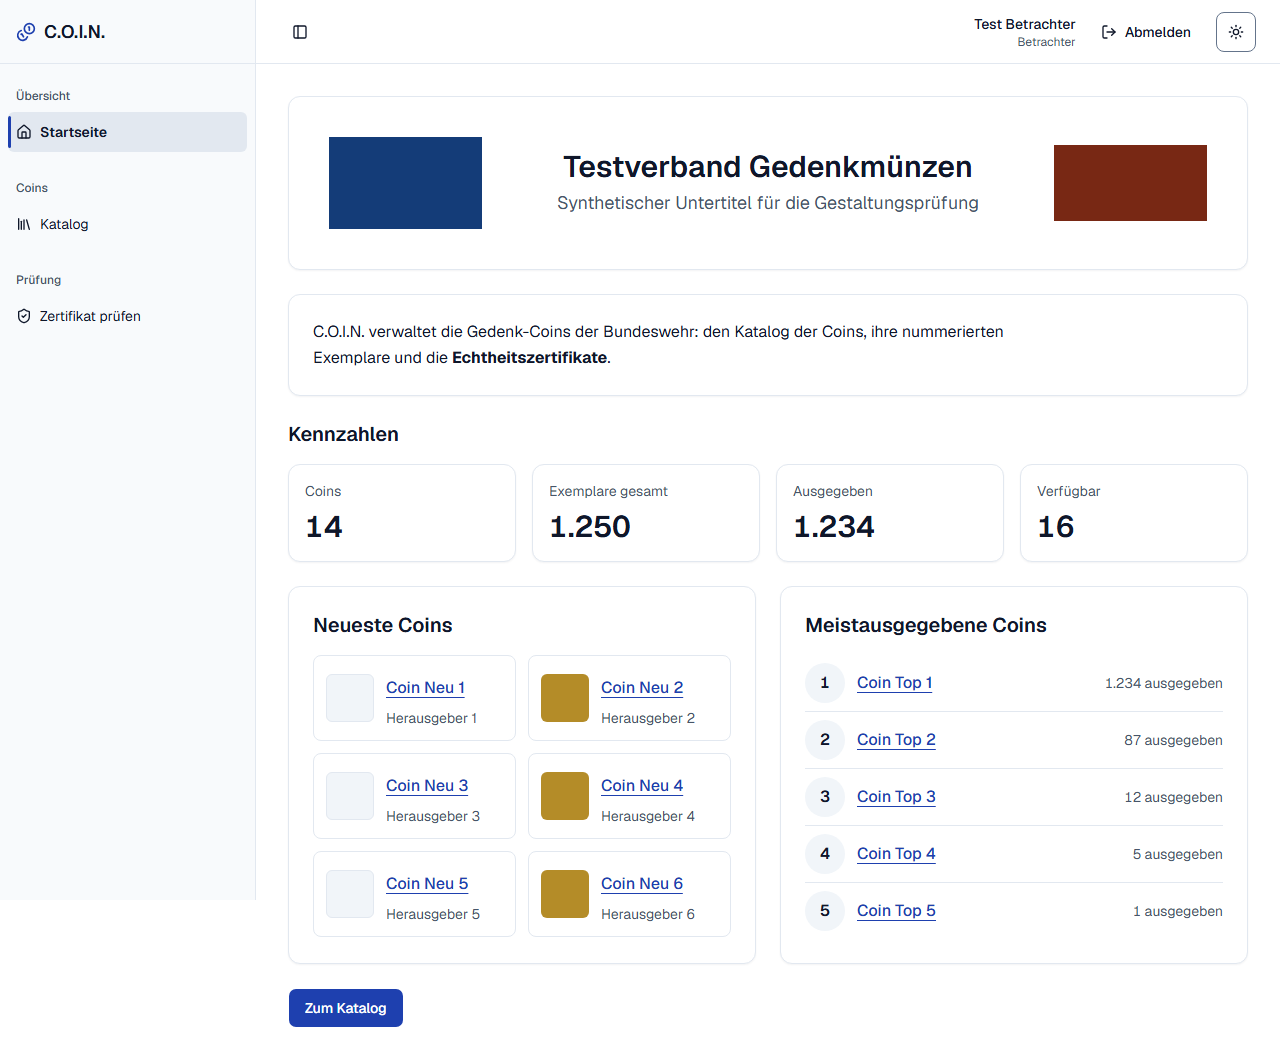 C.O.I.N.
Test Betrachter
Betrachter
Abmelden
Übersicht
Startseite
Coins
Katalog
Prüfung
Zertifikat prüfen
Testverband Gedenkmünzen
Synthetischer Untertitel für die Gestaltungsprüfung
C.O.I.N. verwaltet die Gedenk-Coins der Bundeswehr: den Katalog der Coins, ihre nummerierten
Exemplare und die Echtheitszertifikate.
Kennzahlen
Coins
14
Exemplare gesamt
1.250
Ausgegeben
1.234
Verfügbar
16
Neueste Coins
Coin Neu 1
Herausgeber 1
Coin Neu 2
Herausgeber 2
Coin Neu 3
Herausgeber 3
Coin Neu 4
Herausgeber 4
Coin Neu 5
Herausgeber 5
Coin Neu 6
Herausgeber 6
Meistausgegebene Coins
1 Coin Top 1 1.234 ausgegeben
2 Coin Top 2 87 ausgegeben
3 Coin Top 3 12 ausgegeben
4 Coin Top 4 5 ausgegeben
5 Coin Top 5 1 ausgegeben
Zum Katalog